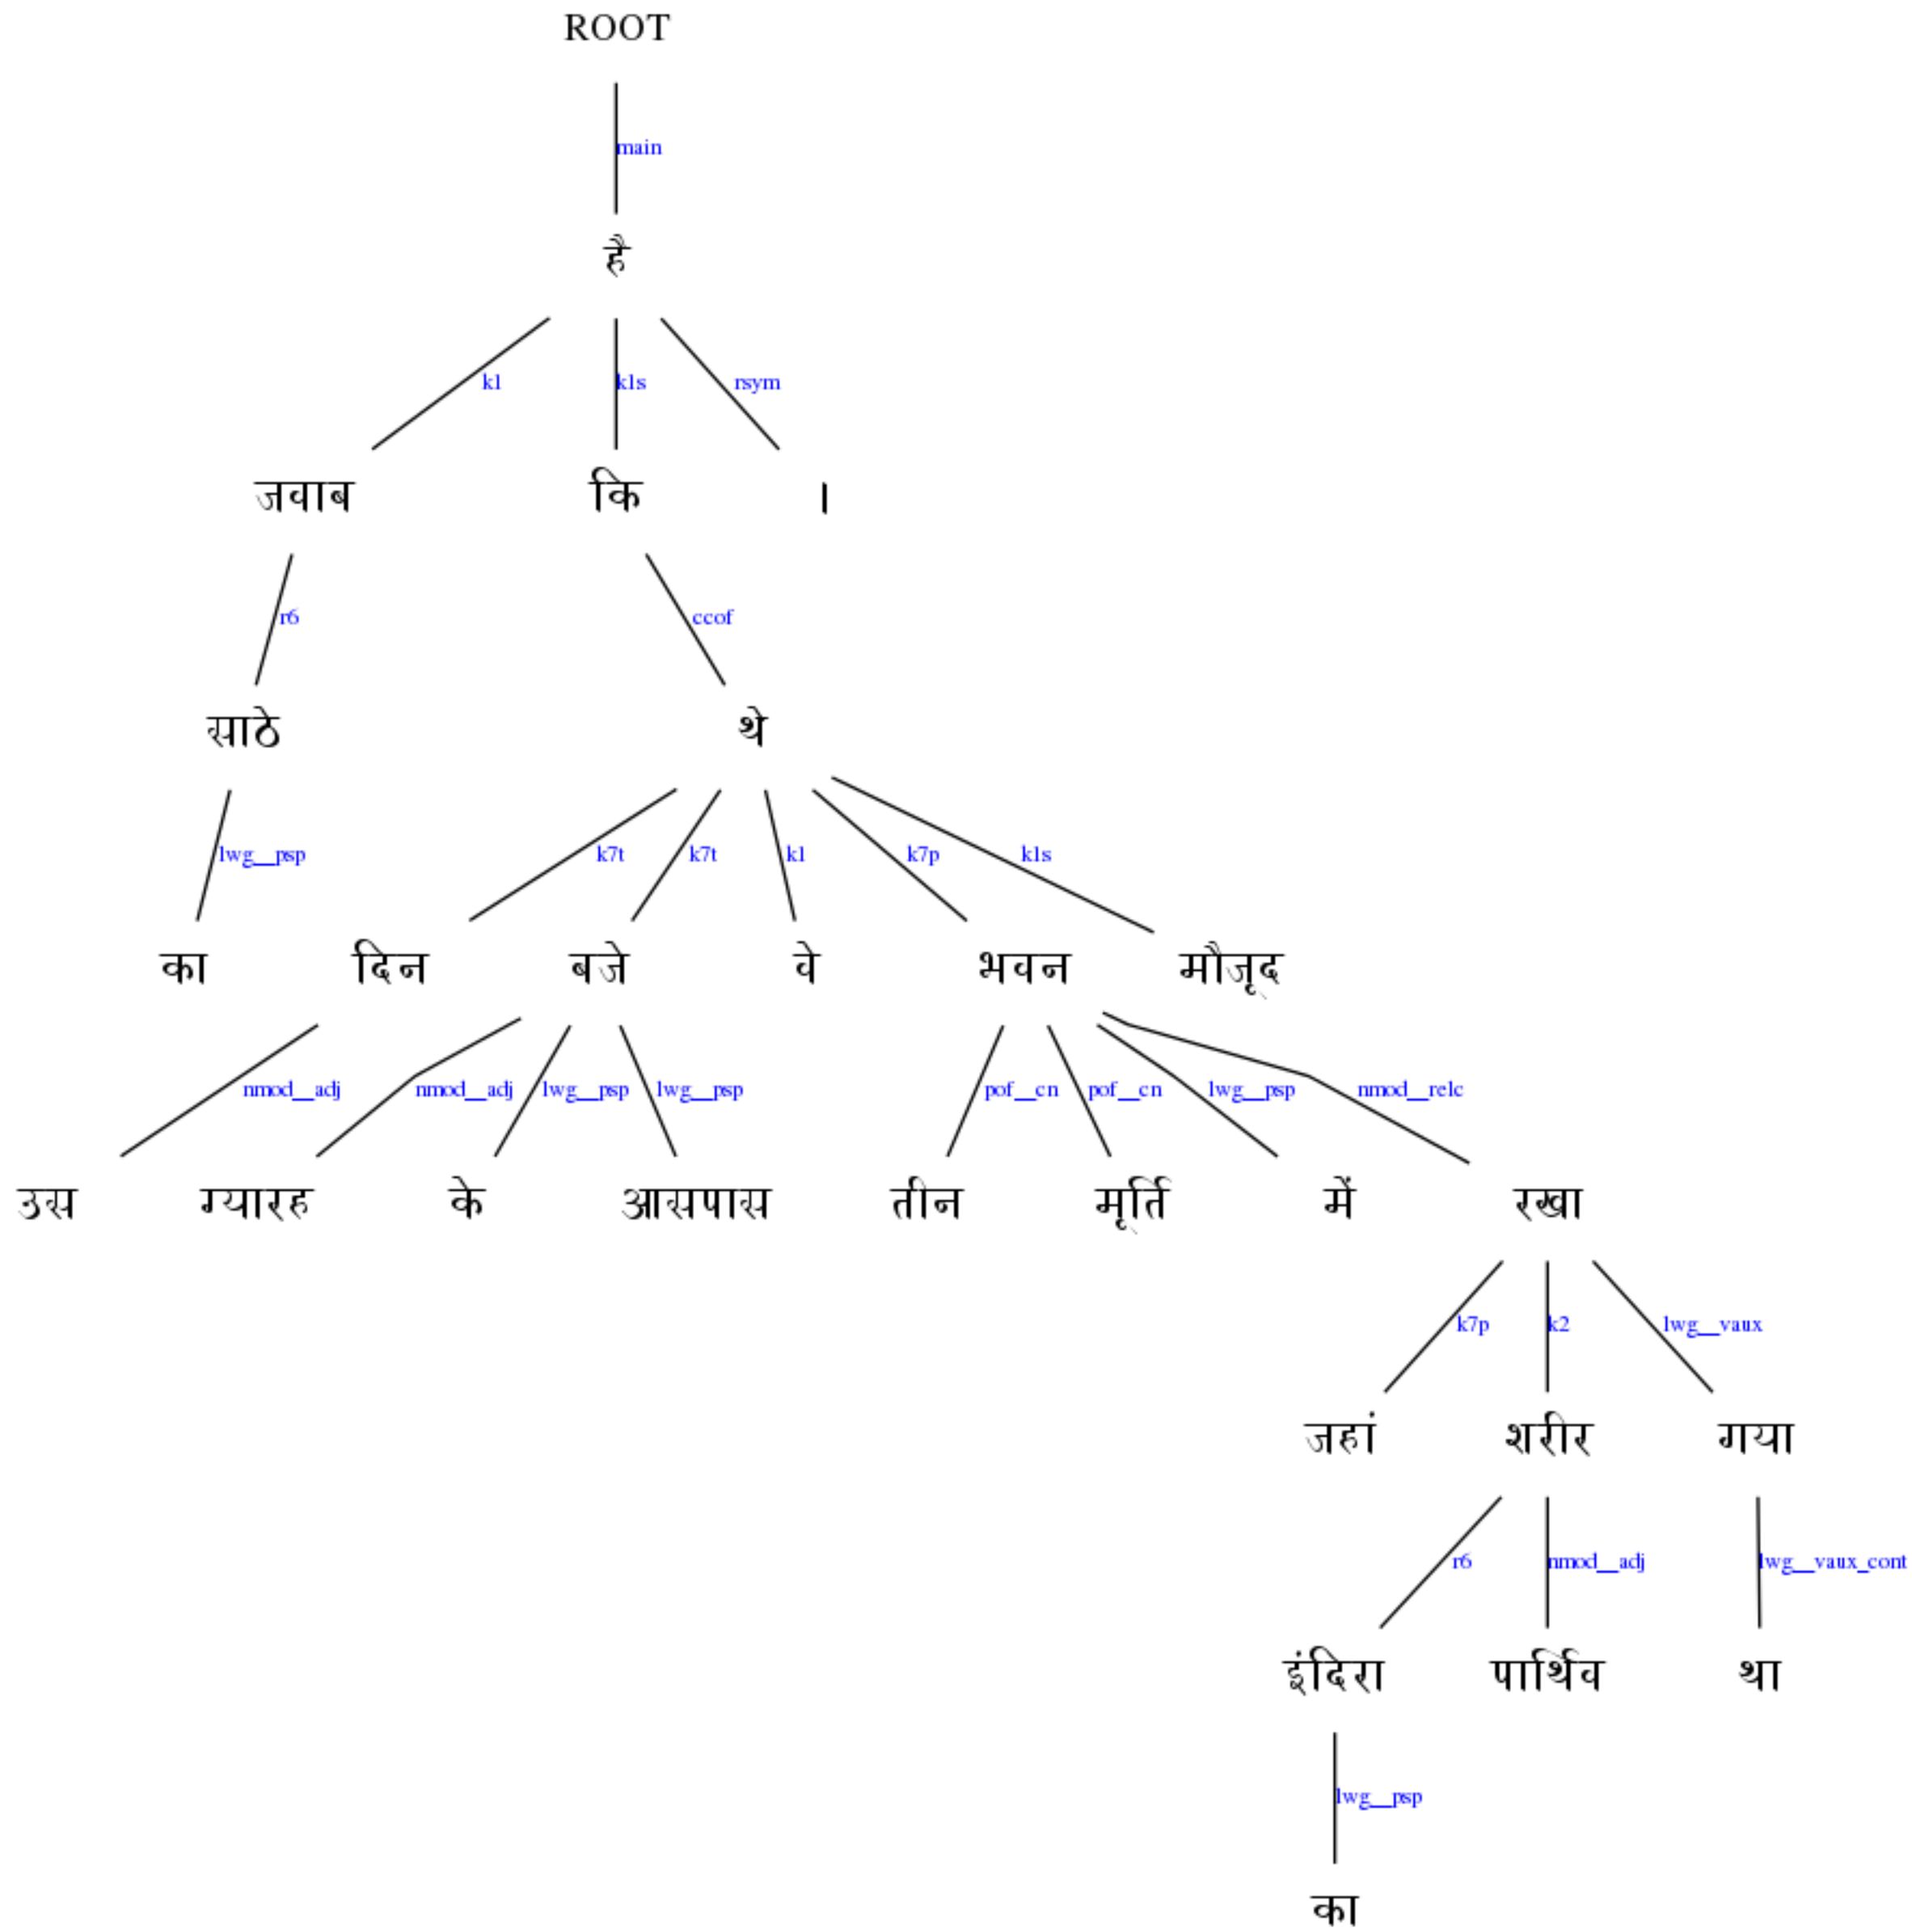 ROOT
main
है
k1 k1s rsym
जवाब कि ।
r6 ccof
साठे थे
lwg__psp k7t k7t k1 k7p k1s
का दिन बजे वे भवन मौजूद
nmod__adj nmod__adj lwg__psp lwg__psp pof__cn pof__cn lwg__psp nmod__relc
उस ग्यारह के आसपास तीन मूर्ति में रखा
k7p k2 lwg__vaux
जहां शरीर गया
r6 nmod__adj lwg__vaux_cont
इंदिरा पार्थिव था
lwg__psp
का